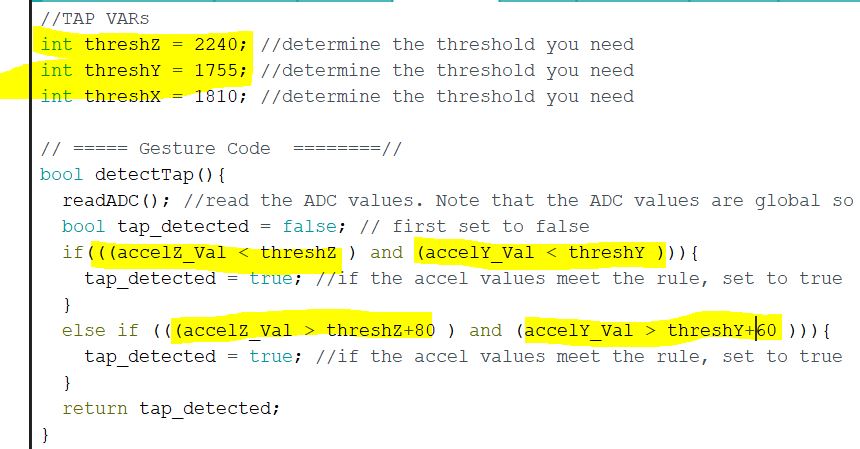 //TAP VARs
int threshZ = 2240; //determine the threshold you need
int threshY = 1755; //determine the threshold you need
int threshX = 1810; //determine the threshold you need
// ===== Gesture Code  ========//
bool detectTap(){
  readADC(); //read the ADC values. Note that the ADC values are global so
  bool tap_detected = false; // first set to false
  if(((accelZ_Val < threshZ ) and (accelY_Val < threshY ))){
    tap_detected = true; //if the accel values meet the rule, set to true
  }
  else if (((accelZ_Val > threshZ+80 ) and (accelY_Val > threshY+60 ))){
    tap_detected = true; //if the accel values meet the rule, set to true
  }
  return tap_detected;
}